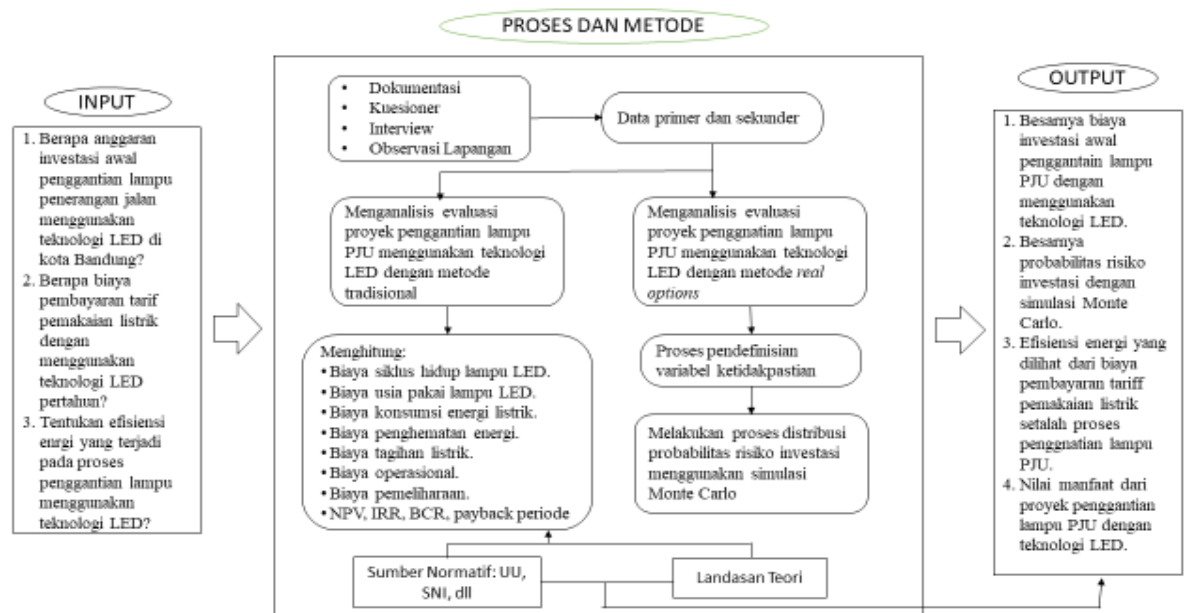 PROSES DAN METODE
INPUT
1. Berapa anggaran
investasi awal
penggantian lampu
penerangan jalan
menggunakan
teknologi LED di
kota Bandung?
2. Berapa biaya
pembayaran tarif
pemakaian listrik
dengan
menggunakan
teknologi LED
pertahun?
3. Tentukan efisiensi
enrgi yang terjadi
pada proses
penggantian lampu
menggunakan
teknologi LED?
• Dokumentasi
• Kuesioner
• Interview
• Observasi Lapangan
Data primer dan sekunder
Menganalisis evaluasi
proyek penggantian lampu
PJU menggunakan teknologi
LED dengan metode
tradisional
Menganalisis evaluasi
proyek penggnatian lampu
PJU menggunakan teknologi
LED dengan metode real
options
Menghitung:
• Biaya siklus hidup lampu LED.
• Biaya usia pakai lampu LED.
• Biaya konsumsi energi listrik.
• Biaya penghematan energi.
• Biaya tagihan listrik.
• Biaya operasional.
• Biaya pemeliharaan.
• NPV, IRR, BCR, payback periode
Proses pendefinisian
variabel ketidakpastian
Melakukan proses distribusi
probabilitas risiko investasi
menggunakan simulasi
Monte Carlo
Sumber Normatif: UU,
SNI, dll
Landasan Teori
OUTPUT
1. Besarnya biaya
investasi awal
penggantain lampu
PJU dengan
menggunakan
teknologi LED.
2. Besarnya
probabilitas risiko
investasi dengan
simulasi Monte
Carlo.
3. Efisiensi energi yang
dilihat dari biaya
pembayaran tariff
pemakaian listrik
setalah proses
penggnatian lampu
PJU.
4. Nilai manfaat dari
proyek penggantian
lampu PJU dengan
teknologi LED.